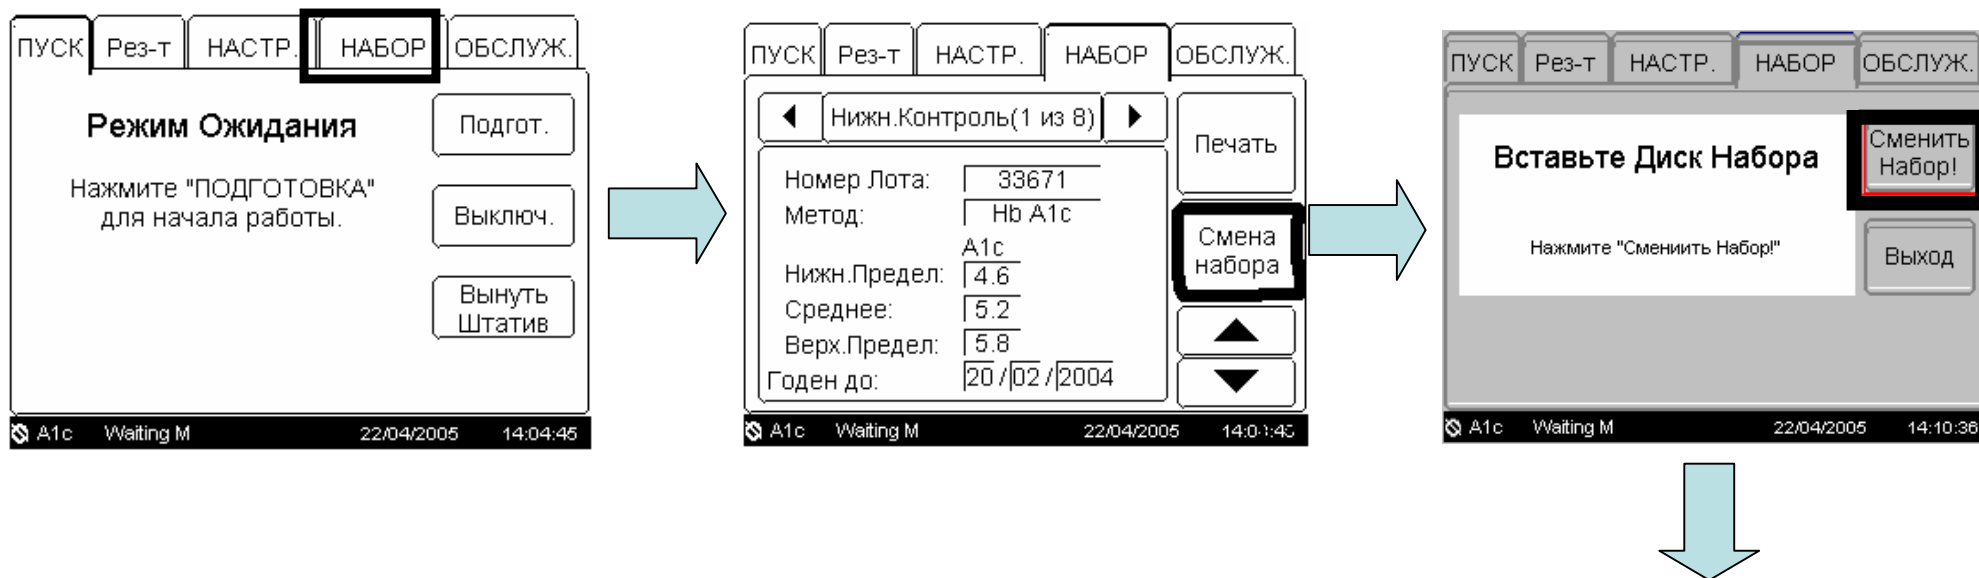 ПУСК Рез-т НАСТР. НАБОР ОБСЛУЖ.
Режим Ожидания
Нажмите "ПОДГОТОВКА"
для начала работы.
Подгот.
Выключ.
Вынуть
Штатив
A1c Waiting M 22/04/2005 14:04:45
ПУСК Рез-т НАСТР. НАБОР ОБСЛУЖ.
Нижн.Контроль(1 из 8)
Номер Лота: 33671
Метод: Hb A1c
A1c
Нижн.Предел: 4.6
Среднее: 5.2
Верх.Предел: 5.8
Годен до: 20/02/2004
Печать
Смена
набора
A1c Waiting M 22/04/2005
ПУСК Рез-т НАСТР. НАБОР ОБСЛУЖ.
Вставьте Диск Набора
Нажмите "Смениить Набор!"
Сменить
Набор!
Выход
A1c Waiting M 22/04/2005 14:10:36